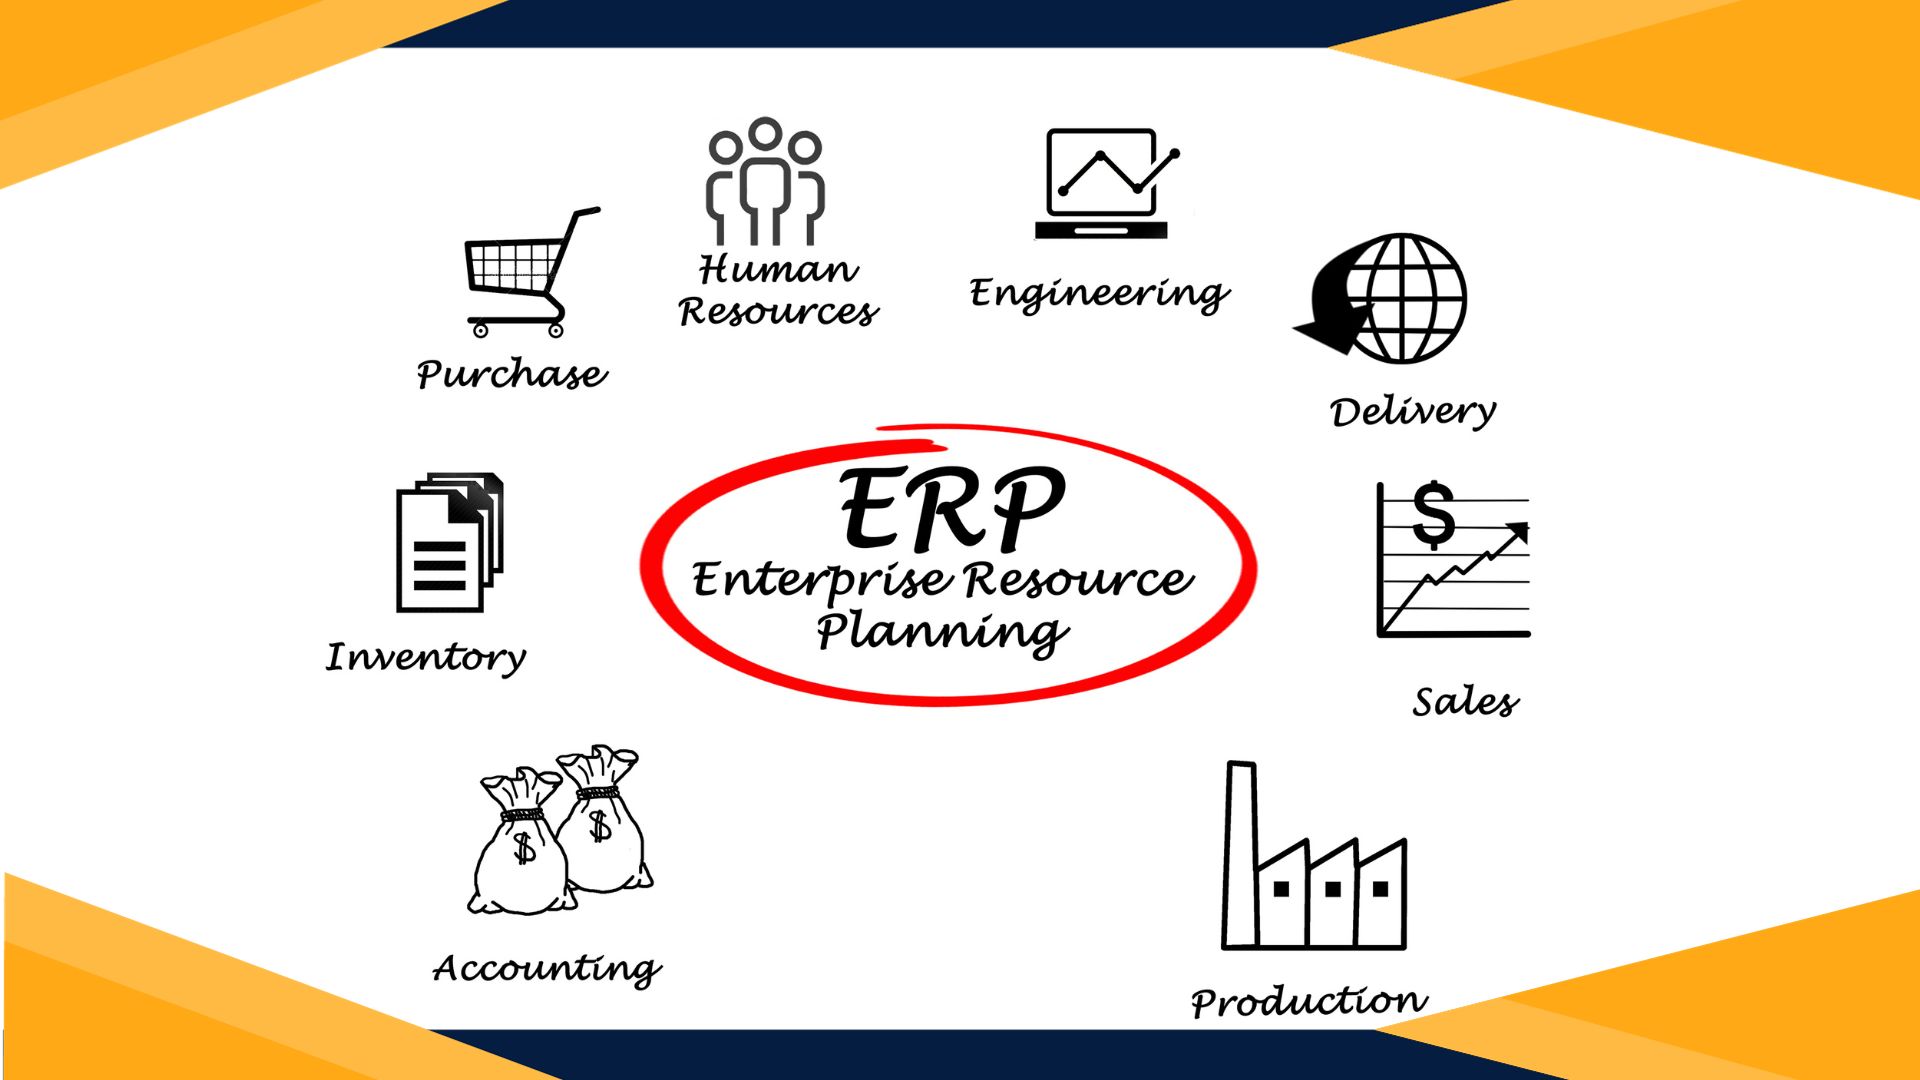 Human
Resources
Engineering
Purchase
Delivery
ERP
Enterprise Resource
Planning
Inventory
$
Sales
$
$
Accounting
Production